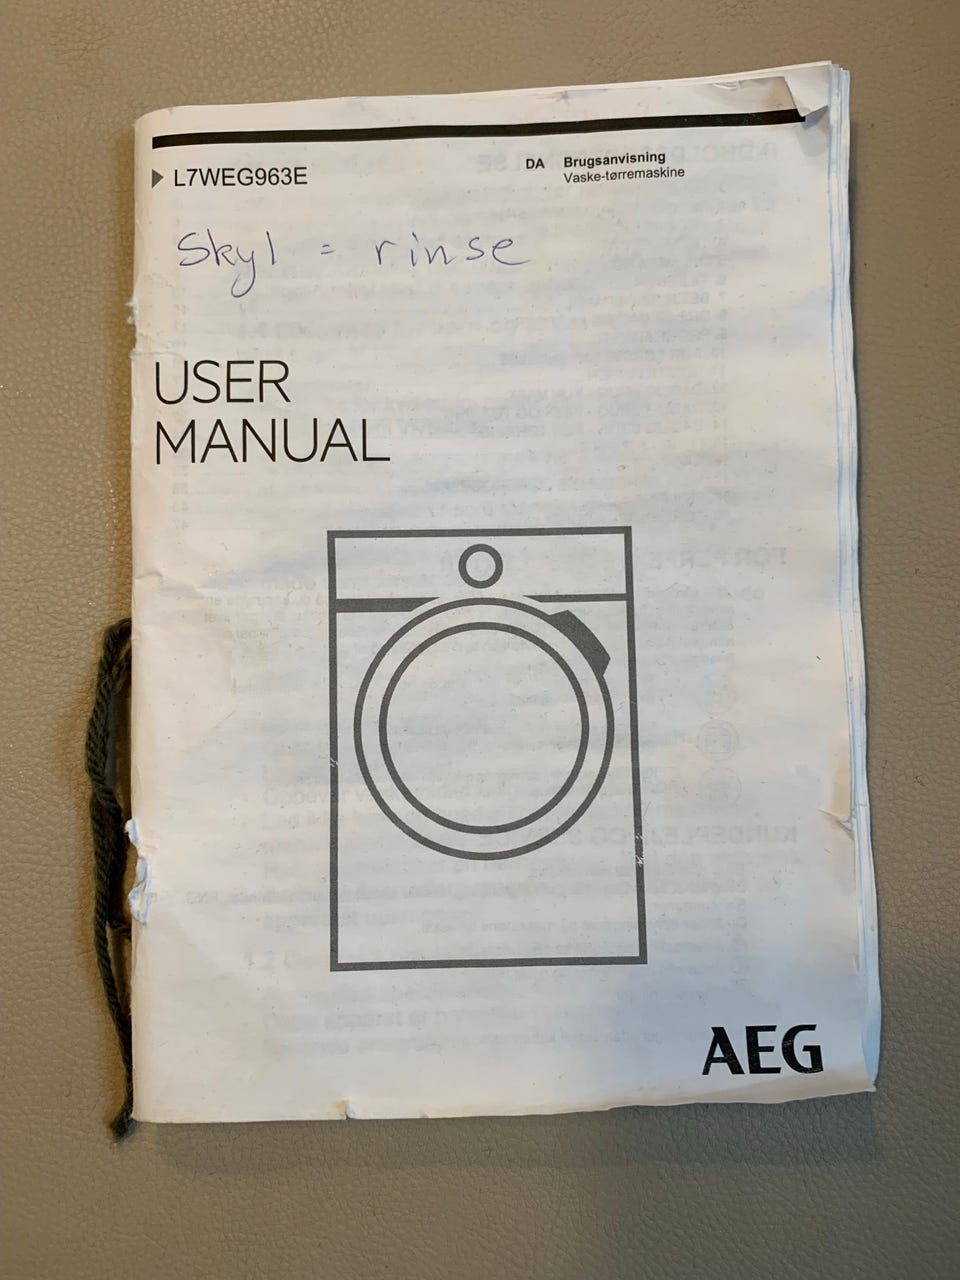 L7WEG963E
DA Brugsanvisning
Vaske-tørremaskine
Skyl = rinse
USER
MANUAL
AEG